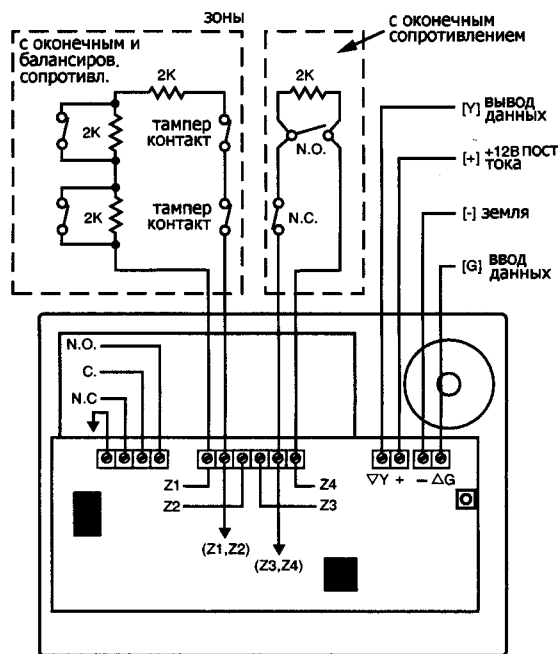 зоны
с оконечным и
балансиров.
сопротивл.
с оконечным
сопротивлением
2K
2K
2K
2K
тампер
контакт
тампер
контакт
N.O.
N.C.
[Y] вывод
данных
[+] +12В пост
тока
[-] земля
[G] ввод
данных
N.O.
C.
N.C
Z1
Z2
Z4
Z3
(Z1,Z2)
(Z3,Z4)
▽Y + — △G